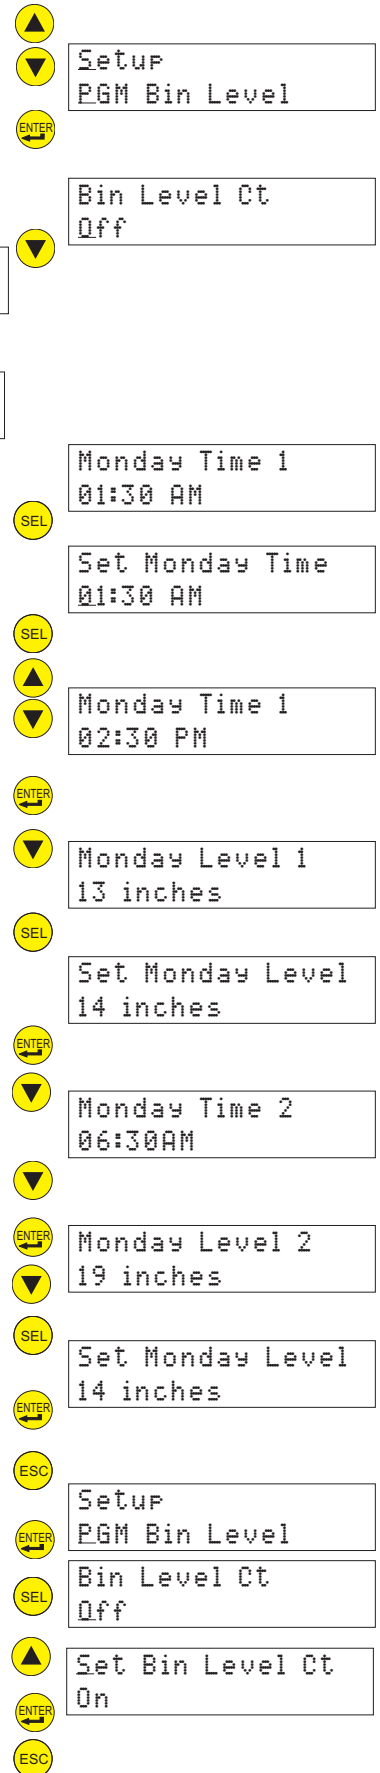 Setup
PGM Bin Level
ENTER
Bin Level Ct
Off
Monday Time 1
01:30 AM
SEL
Set Monday Time
01:30 AM
SEL
Monday Time 1
02:30 PM
ENTER
Monday Level 1
13 inches
SEL
Set Monday Level
14 inches
ENTER
Monday Time 2
06:30AM
ENTER
Monday Level 2
19 inches
SEL
Set Monday Level
14 inches
ENTER
ESC
Setup
PGM Bin Level
ENTER
Bin Level Ct
Off
SEL
Set Bin Level Ct
On
ENTER
ESC